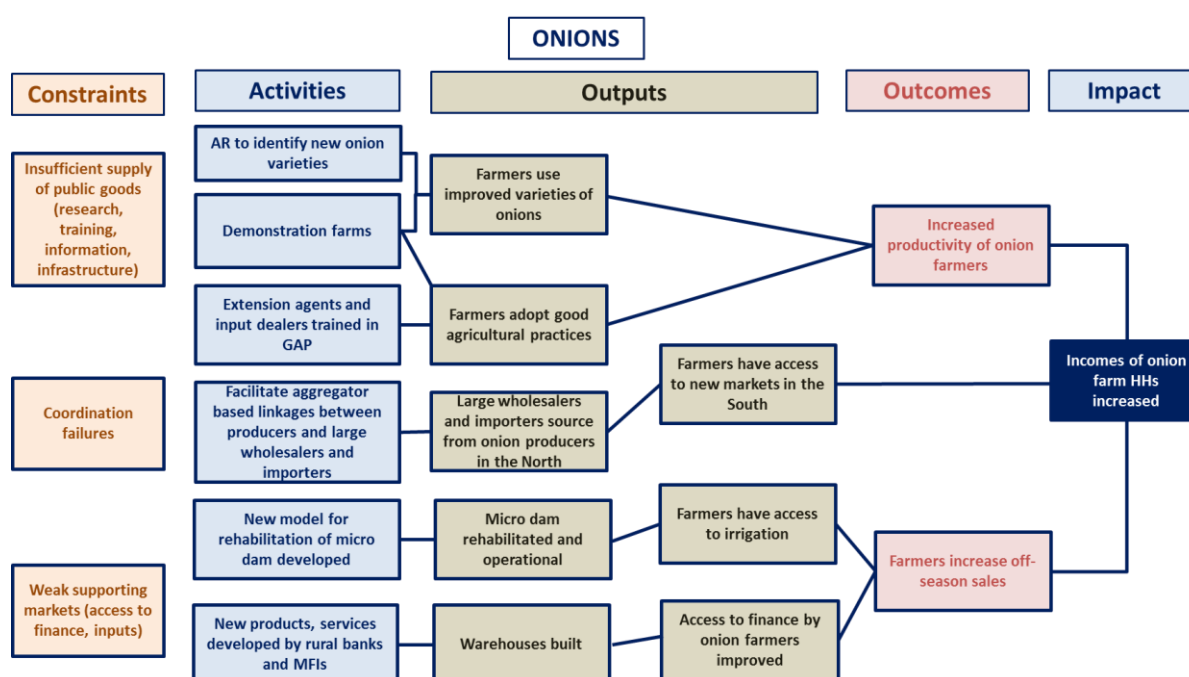 ONIONS
Constraints
Activities
Outputs
Outcomes
Impact
Insufficient supply
of public goods
(research,
training,
information,
infrastructure)
AR to identify new onion
varieties
Demonstration farms
Extension agents and
input dealers trained in
GAP
Farmers use
improved varieties of
onions
Farmers adopt good
agricultural practices
Increased
productivity of onion
farmers
Coordination
failures
Facilitate aggregator
based linkages between
producers and large
wholesalers and
importers
Large wholesalers
and importers source
from onion producers
in the North
Farmers have access
to new markets in the
South
Incomes of onion
farm HHs
increased
Weak supporting
markets (access to
finance, inputs)
New model for
rehabilitation of micro
dam developed
Micro dam
rehabilitated and
operational
Farmers have access
to irrigation
Farmers increase off-
season sales
New products, services
developed by rural banks
and MFIs
Warehouses built
Access to finance by
onion farmers
improved